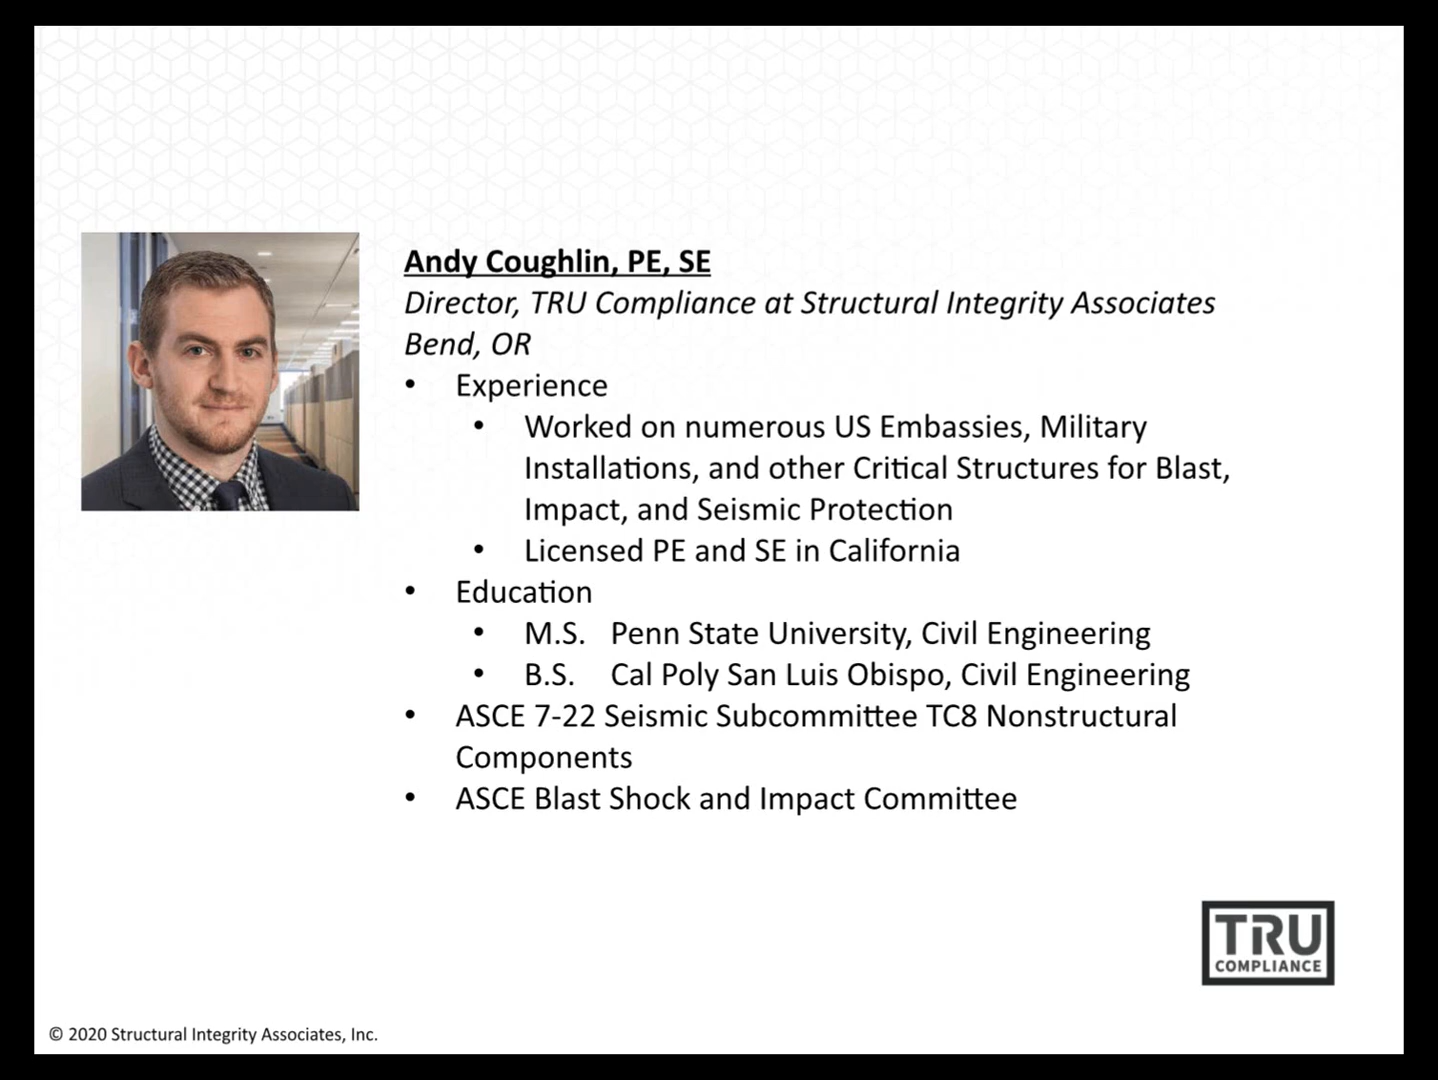 Andy Coughlin, PE, SE
Director, TRU Compliance at Structural Integrity Associates
Bend, OR
• Experience
• Worked on numerous US Embassies, Military
Installations, and other Critical Structures for Blast,
Impact, and Seismic Protection
• Licensed PE and SE in California
• Education
• M.S. Penn State University, Civil Engineering
• B.S. Cal Poly San Luis Obispo, Civil Engineering
• ASCE 7-22 Seismic Subcommittee TC8 Nonstructural
Components
• ASCE Blast Shock and Impact Committee
TRU
COMPLIANCE
© 2020 Structural Integrity Associates, Inc.